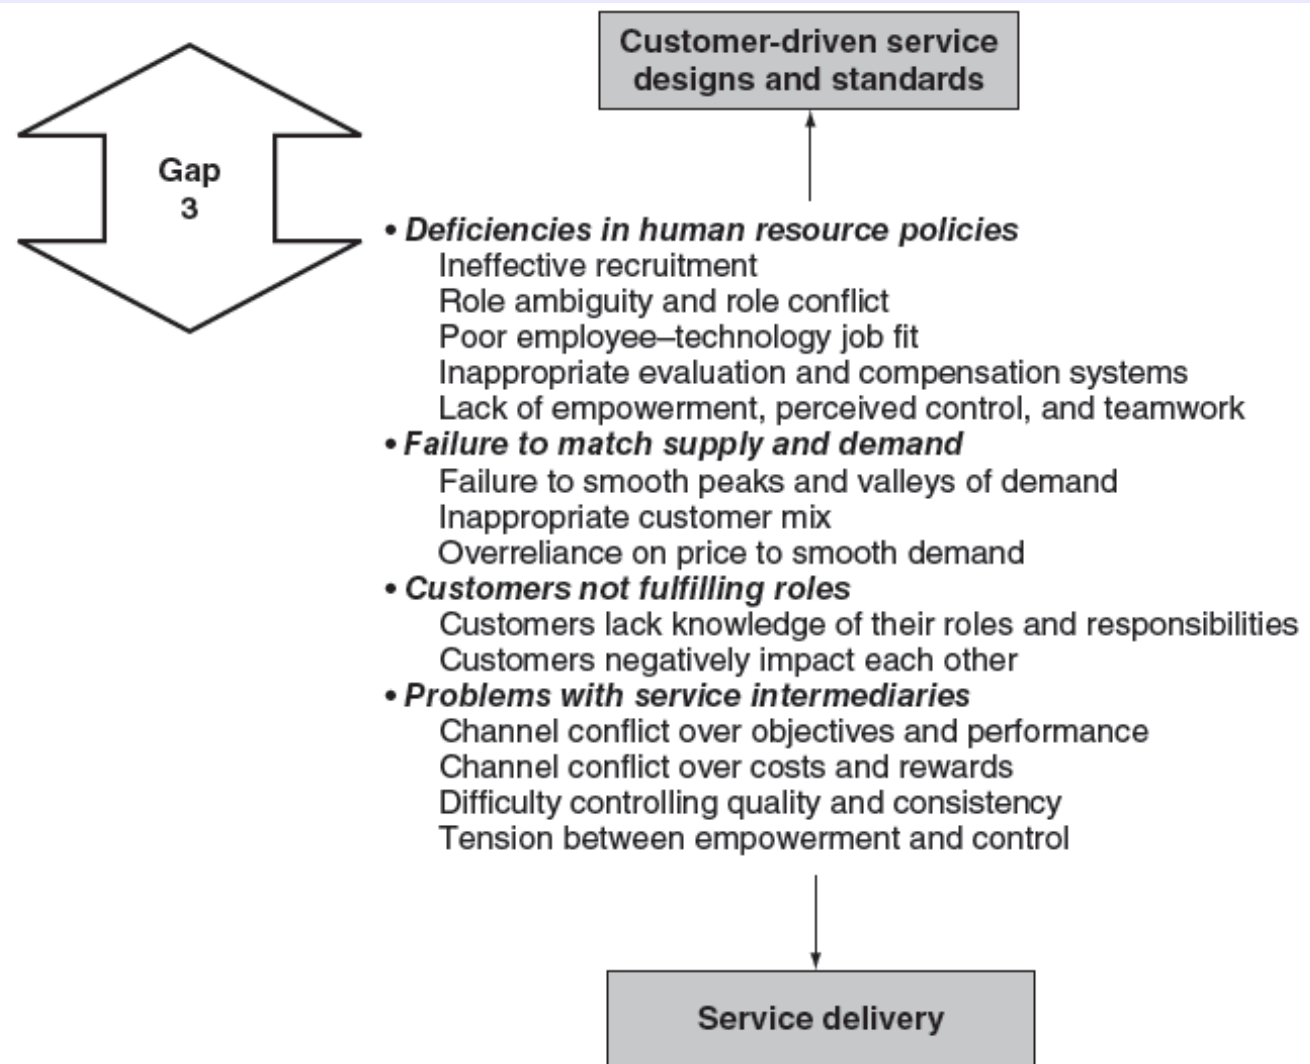 Customer-driven service
designs and standards
Gap
3
• Deficiencies in human resource policies
Ineffective recruitment
Role ambiguity and role conflict
Poor employee–technology job fit
Inappropriate evaluation and compensation systems
Lack of empowerment, perceived control, and teamwork
• Failure to match supply and demand
Failure to smooth peaks and valleys of demand
Inappropriate customer mix
Overreliance on price to smooth demand
• Customers not fulfilling roles
Customers lack knowledge of their roles and responsibilities
Customers negatively impact each other
• Problems with service intermediaries
Channel conflict over objectives and performance
Channel conflict over costs and rewards
Difficulty controlling quality and consistency
Tension between empowerment and control
Service delivery